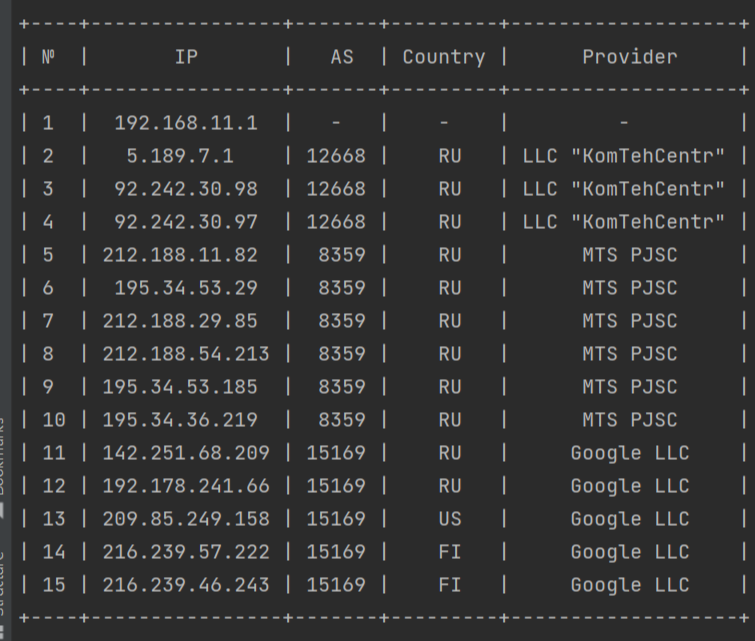 +----+----------------+-------+---------+-------------------+
| № | IP | AS | Country | Provider |
+----+----------------+-------+---------+-------------------+
| 1 | 192.168.11.1 | - | - | - |
| 2 | 5.189.7.1 | 12668 | RU | LLC "KomTehCentr" |
| 3 | 92.242.30.98 | 12668 | RU | LLC "KomTehCentr" |
| 4 | 92.242.30.97 | 12668 | RU | LLC "KomTehCentr" |
| 5 | 212.188.11.82 | 8359 | RU | MTS PJSC |
| 6 | 195.34.53.29 | 8359 | RU | MTS PJSC |
| 7 | 212.188.29.85 | 8359 | RU | MTS PJSC |
| 8 | 212.188.54.213 | 8359 | RU | MTS PJSC |
| 9 | 195.34.53.185 | 8359 | RU | MTS PJSC |
| 10 | 195.34.36.219 | 8359 | RU | MTS PJSC |
| 11 | 142.251.68.209 | 15169 | RU | Google LLC |
| 12 | 192.178.241.66 | 15169 | RU | Google LLC |
| 13 | 209.85.249.158 | 15169 | US | Google LLC |
| 14 | 216.239.57.222 | 15169 | FI | Google LLC |
| 15 | 216.239.46.243 | 15169 | FI | Google LLC |
+----+----------------+-------+---------+-------------------+